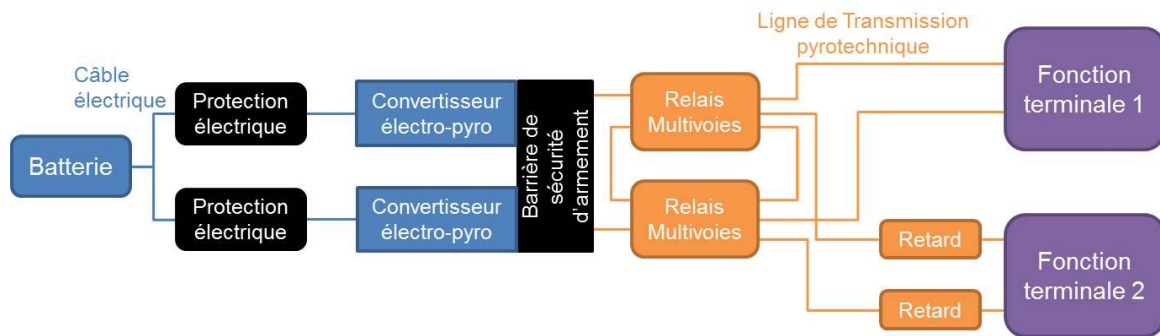 Ligne de Transmission
pyrotechnique
Câble
électrique
Batterie
Protection
électrique
Convertisseur
électro-pyro
Barrière de
sécurité
d'armement
Relais
Multivoies
Fonction
terminale 1
Protection
électrique
Convertisseur
électro-pyro
Relais
Multivoies
Retard
Retard
Fonction
terminale 2